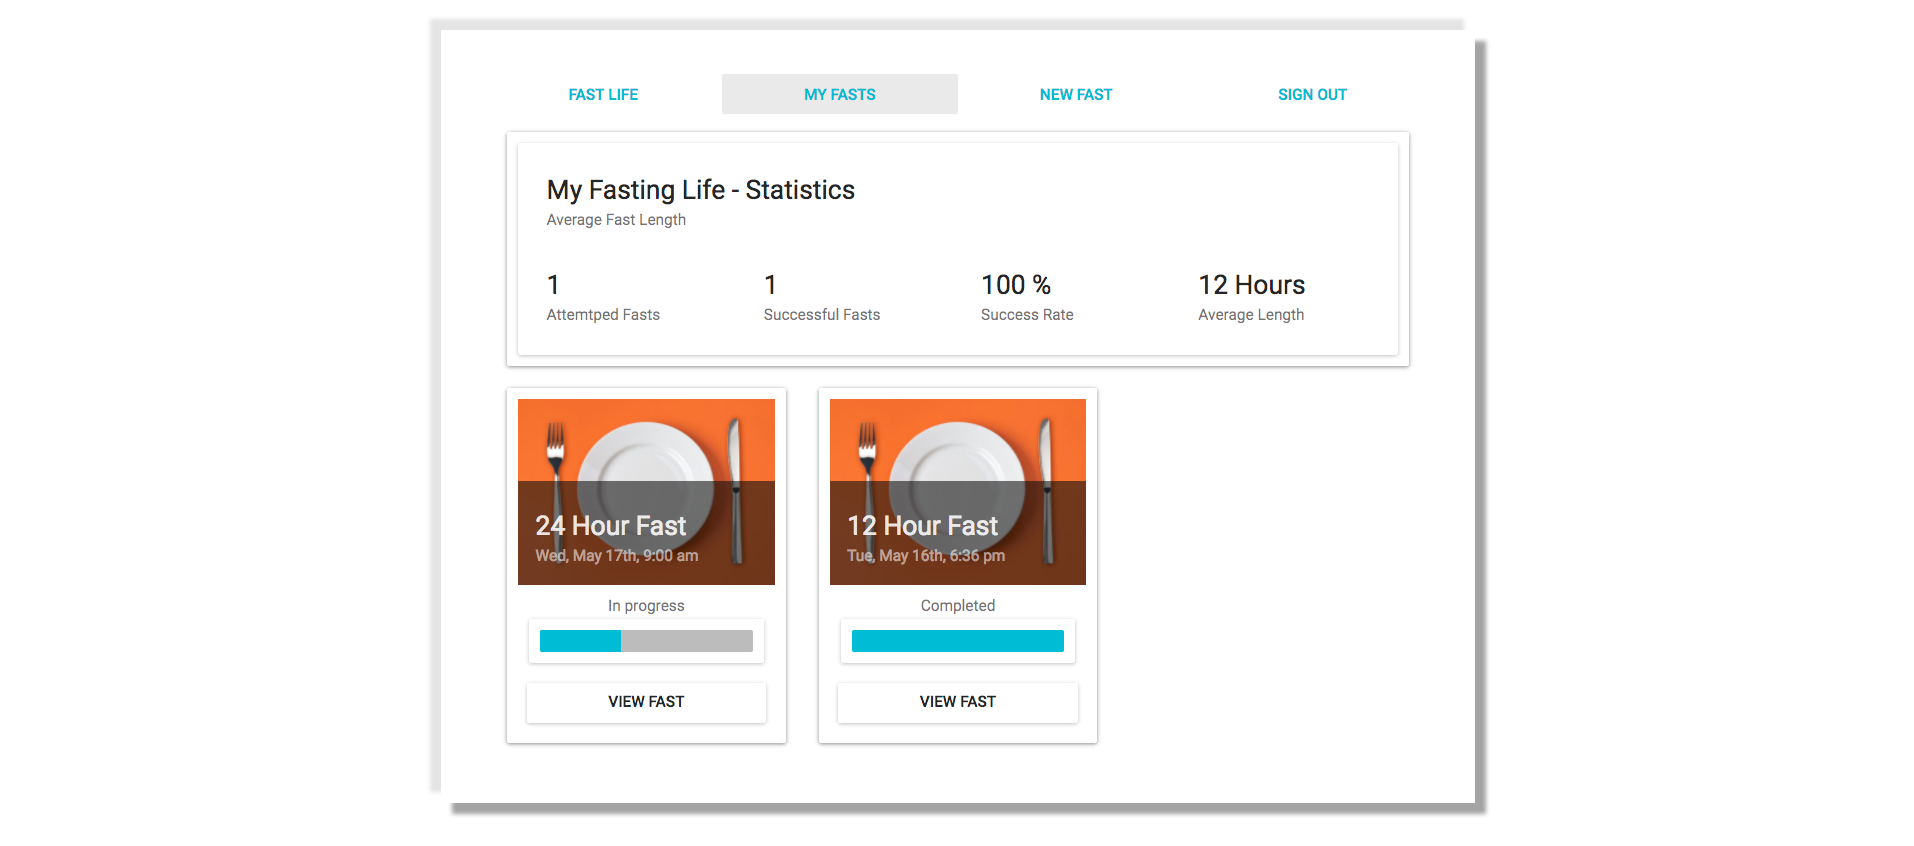 FAST LIFE MY FASTS NEW FAST SIGN OUT
My Fasting Life - Statistics
Average Fast Length
1 1 100 % 12 Hours
Attemtped Fasts Successful Fasts Success Rate Average Length
24 Hour Fast
Wed, May 17th, 9:00 am
In progress
VIEW FAST
12 Hour Fast
Tue, May 16th, 6:36 pm
Completed
VIEW FAST